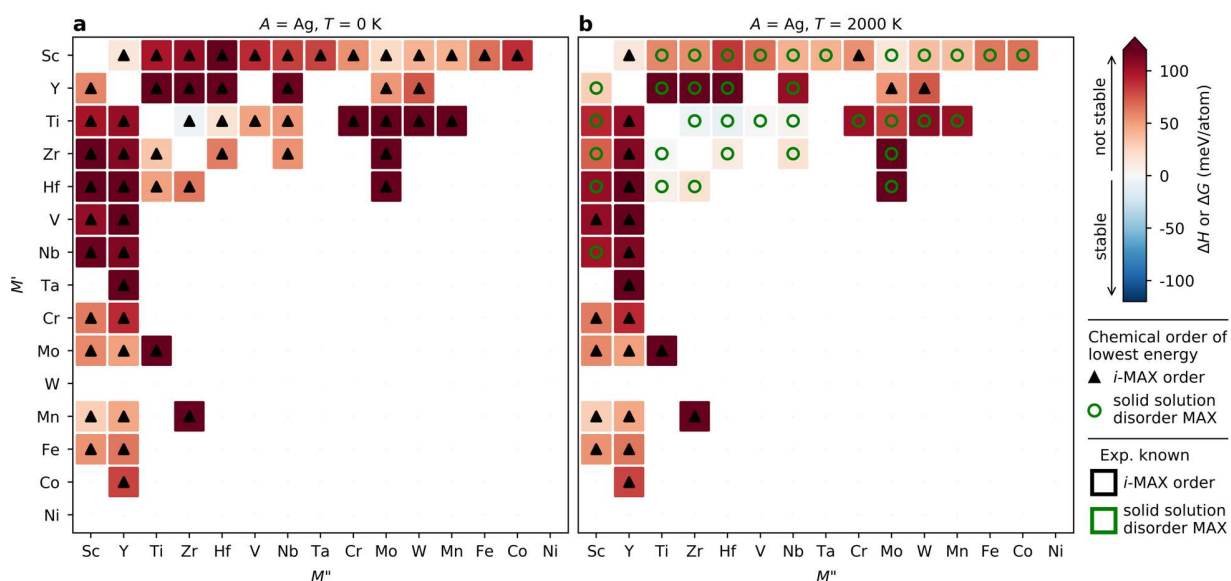 a
A = Ag, T = 0 K
b
A = Ag, T = 2000 K
M'
Sc
Y
Ti
Zr
Hf
V
Nb
Ta
Cr
Mo
W
Mn
Fe
Co
Ni
Sc Y Ti Zr Hf V Nb Ta Cr Mo W Mn Fe Co Ni
M"
Sc Y Ti Zr Hf V Nb Ta Cr Mo W Mn Fe Co Ni
M"
not stable
stable
100
50
0
-50
-100
ΔH or ΔG (meV/atom)
Chemical order of
lowest energy
i-MAX order
solid solution
disorder MAX
Exp. known
i-MAX order
solid solution
disorder MAX